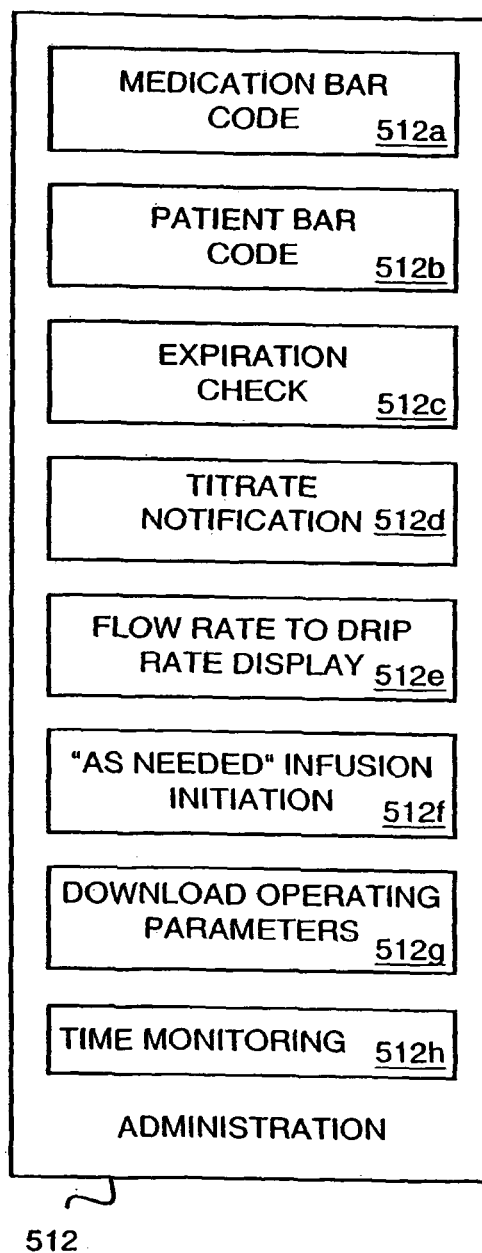 MEDICATION BAR
CODE 512a
PATIENT BAR
CODE 512b
EXPIRATION
CHECK 512c
TITRATE
NOTIFICATION 512d
FLOW RATE TO DRIP
RATE DISPLAY 512e
"AS NEEDED" INFUSION
INITIATION 512f
DOWNLOAD OPERATING
PARAMETERS 512g
TIME MONITORING 512h
ADMINISTRATION
512